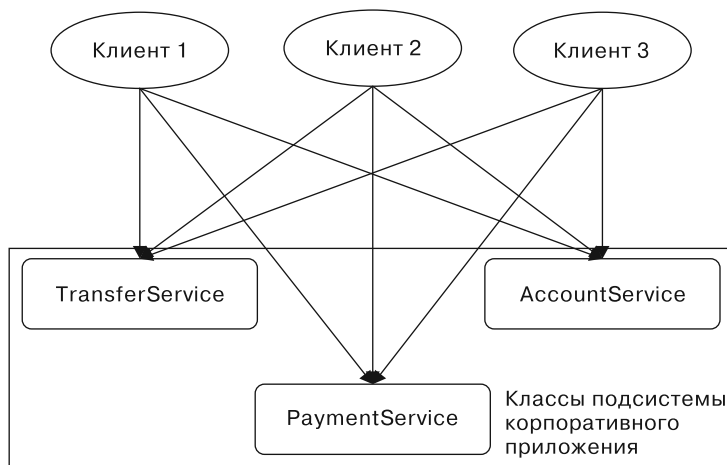 Клиент 1
Клиент 2
Клиент 3
TransferService
AccountService
PaymentService
Классы подсистемы
корпоративного
приложения